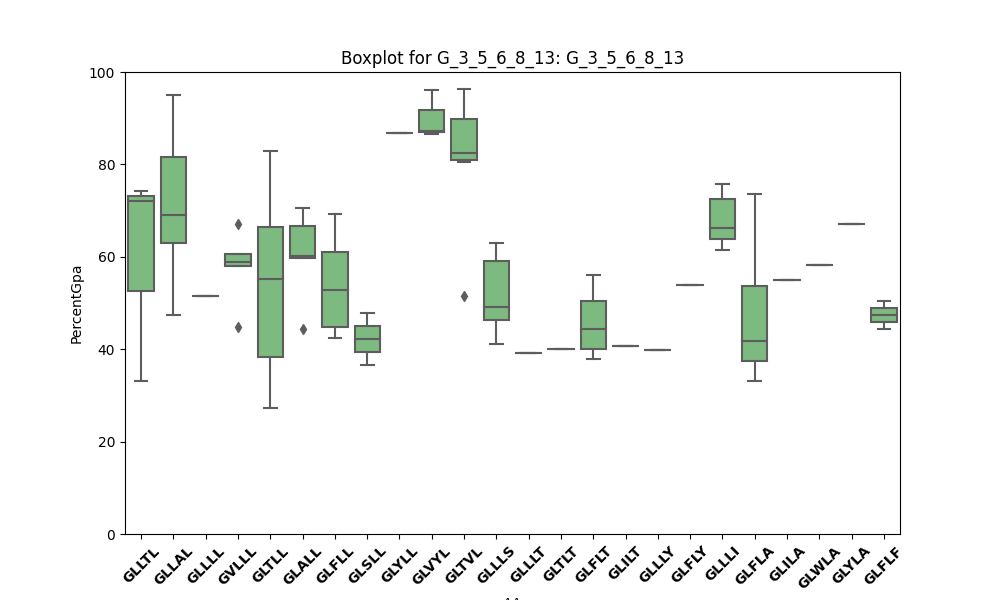 Boxplot for G_3_5_6_8_13: G_3_5_6_8_13
PercentGpa
100
80
60
40
20
0
GLLTL GLLAL GLLLL GVLLL GLTLL GLALL GLFLL GLSLL GLYLL GLVYL GLTVL GLLLS GLLLT GLTLT GLFLT GLILT GLLLY GLFLY GLLLI GLFLA GLILA GLWLA GLYLA GLFLF